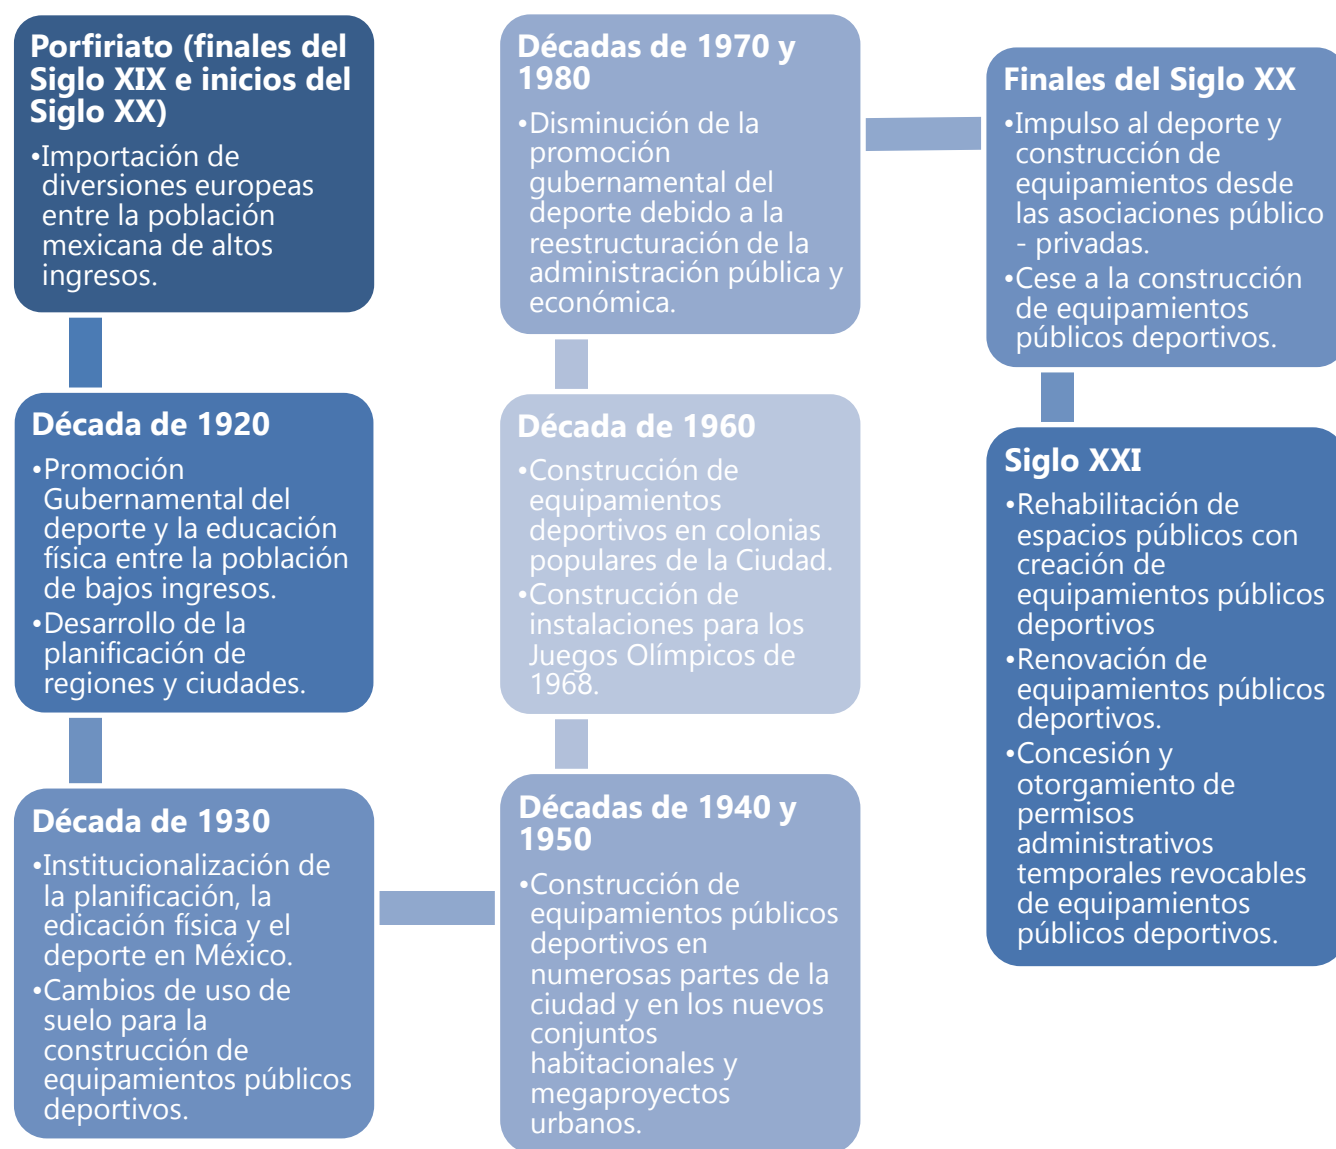 Porfiriato (finales del
Siglo XIX e inicios del
Siglo XX)
•Importación de
diversiones europeas
entre la población
mexicana de altos
ingresos.
Década de 1920
•Promoción
Gubernamental del
deporte y la educación
física entre la población
de bajos ingresos.
•Desarrollo de la
planificación de
regiones y ciudades.
Década de 1930
•Institucionalización de
la planificación, la
edicación física y el
deporte en México.
•Cambios de uso de
suelo para la
construcción de
equipamientos públicos
deportivos.
Décadas de 1940 y
1950
•Construcción de
equipamientos públicos
deportivos en
numerosas partes de la
ciudad y en los nuevos
conjuntos
habitacionales y
megaproyectos
urbanos.
Década de 1960
•Construcción de
equipamientos
deportivos en colonias
populares de la Ciudad.
•Construcción de
instalaciones para los
Juegos Olímpicos de
1968.
Décadas de 1970 y
1980
•Disminución de la
promoción
gubernamental del
deporte debido a la
reestructuración de la
administración pública y
económica.
Finales del Siglo XX
•Impulso al deporte y
construcción de
equipamientos desde
las asociaciones público
- privadas.
•Cese a la construcción
de equipamientos
públicos deportivos.
Siglo XXI
•Rehabilitación de
espacios públicos con
creación de
equipamientos públicos
deportivos
•Renovación de
equipamientos públicos
deportivos.
•Concesión y
otorgamiento de
permisos
administrativos
temporales revocables
de equipamientos
públicos deportivos.